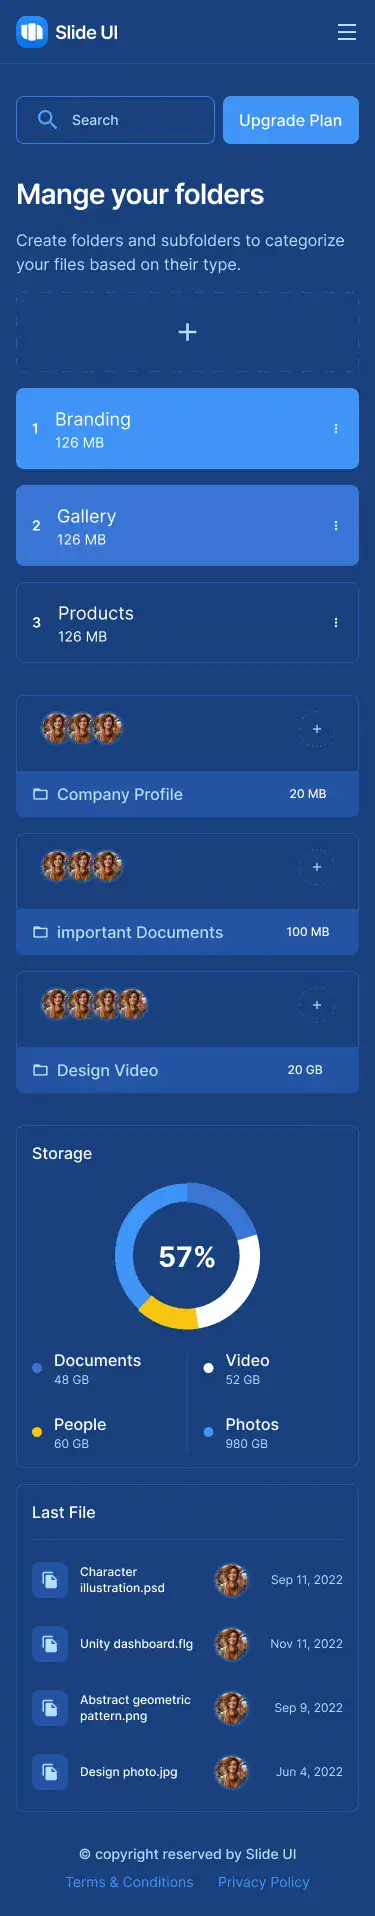 Slide UI
Search
Upgrade Plan
Mange your folders
Create folders and subfolders to categorize
your files based on their type.
+
1 Branding
126 MB
2 Gallery
126 MB
3 Products
126 MB
+
Company Profile 20 MB
+
important Documents 100 MB
+
Design Video 20 GB
Storage
57%
Documents
48 GB
Video
52 GB
People
60 GB
Photos
980 GB
Last File
Character
illustration.psd
Sep 11, 2022
Unity dashboard.flg Nov 11, 2022
Abstract geometric
pattern.png
Sep 9, 2022
Design photo.jpg Jun 4, 2022
© copyright reserved by Slide UI
Terms & Conditions Privacy Policy